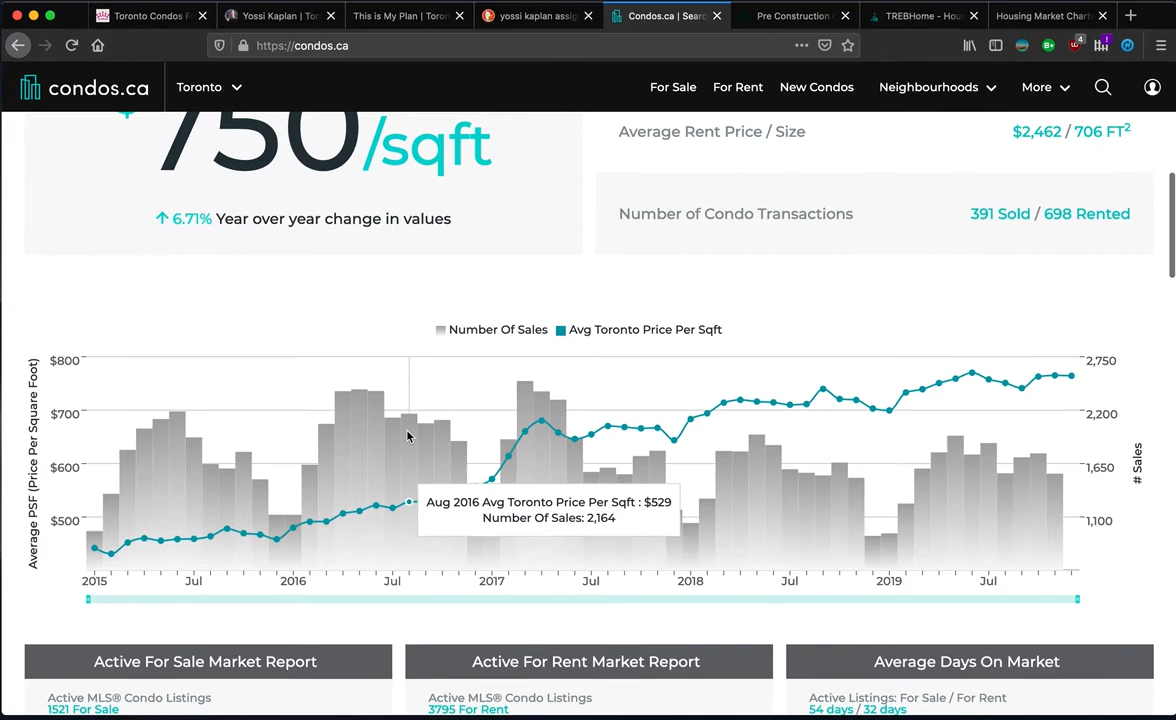 Toronto Condos F
Yossi Kaplan | Tor
This is My Plan | Toron
yossi kaplan assig
Condos.ca | Sear
Pre Construction
TREBHome - Hou
Housing Market Chart
https://condos.ca
4
B+
!
condos.ca
Toronto
For Sale
For Rent
New Condos
Neighbourhoods
More
$750/sqft
6.71% Year over year change in values
Average Rent Price / Size
$2,462 / 706 FT2
Number of Condo Transactions
391 Sold / 698 Rented
Number Of Sales
Avg Toronto Price Per Sqft
Average PSF (Price Per Square Foot)
$800
$700
$600
$500
2,750
2,200
1,650
1,100
# Sales
Aug 2016 Avg Toronto Price Per Sqft : $529
Number Of Sales: 2,164
2015 Jul 2016 Jul 2017 Jul 2018 Jul 2019 Jul
Active For Sale Market Report
Active MLS® Condo Listings
1521 For Sale
Active For Rent Market Report
Active MLS® Condo Listings
3795 For Rent
Average Days On Market
Active Listings: For Sale / For Rent
54 days / 32 days